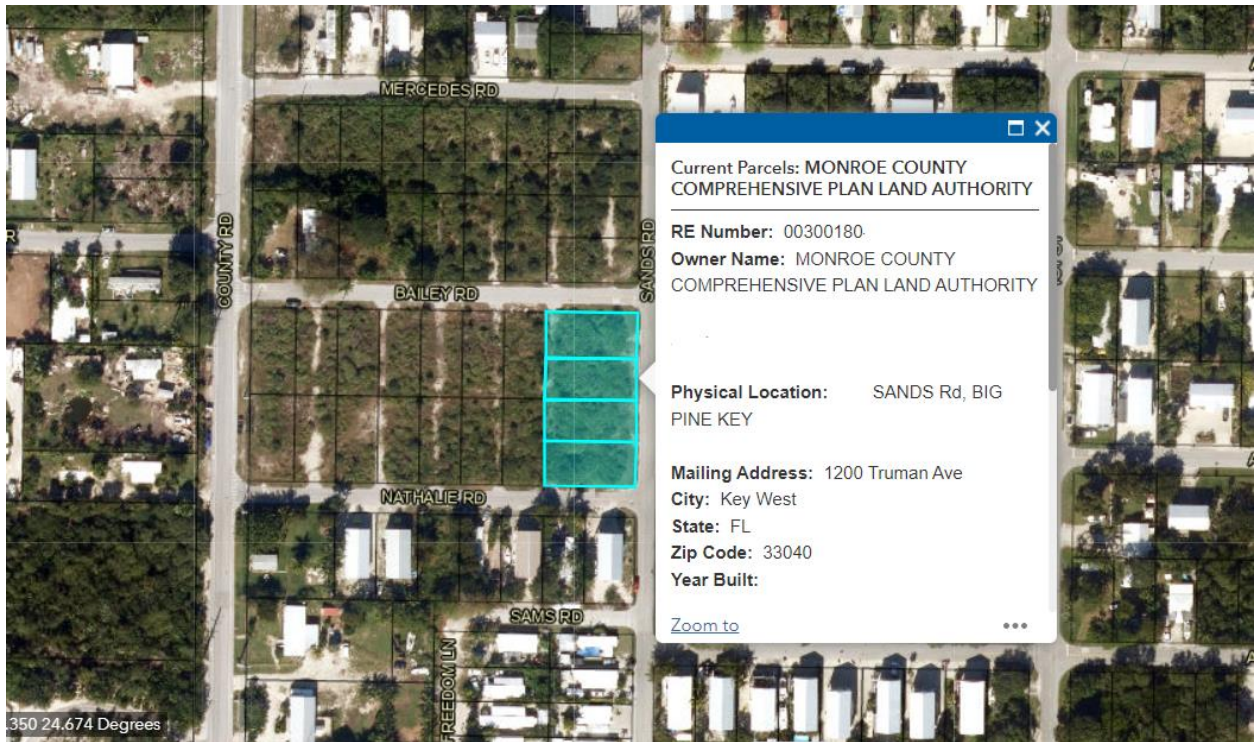 MERCEDES RD
COUNTY RD
SANDS RD
BAILEY RD
NATHALIE RD
SAMS RD
FREEDOM LN
Current Parcels: MONROE COUNTY
COMPREHENSIVE PLAN LAND AUTHORITY
RE Number: 00300180
Owner Name: MONROE COUNTY
COMPREHENSIVE PLAN LAND AUTHORITY
Physical Location: SANDS Rd, BIG
PINE KEY
Mailing Address: 1200 Truman Ave
City: Key West
State: FL
Zip Code: 33040
Year Built:
Zoom to
.350 24.674 Degrees